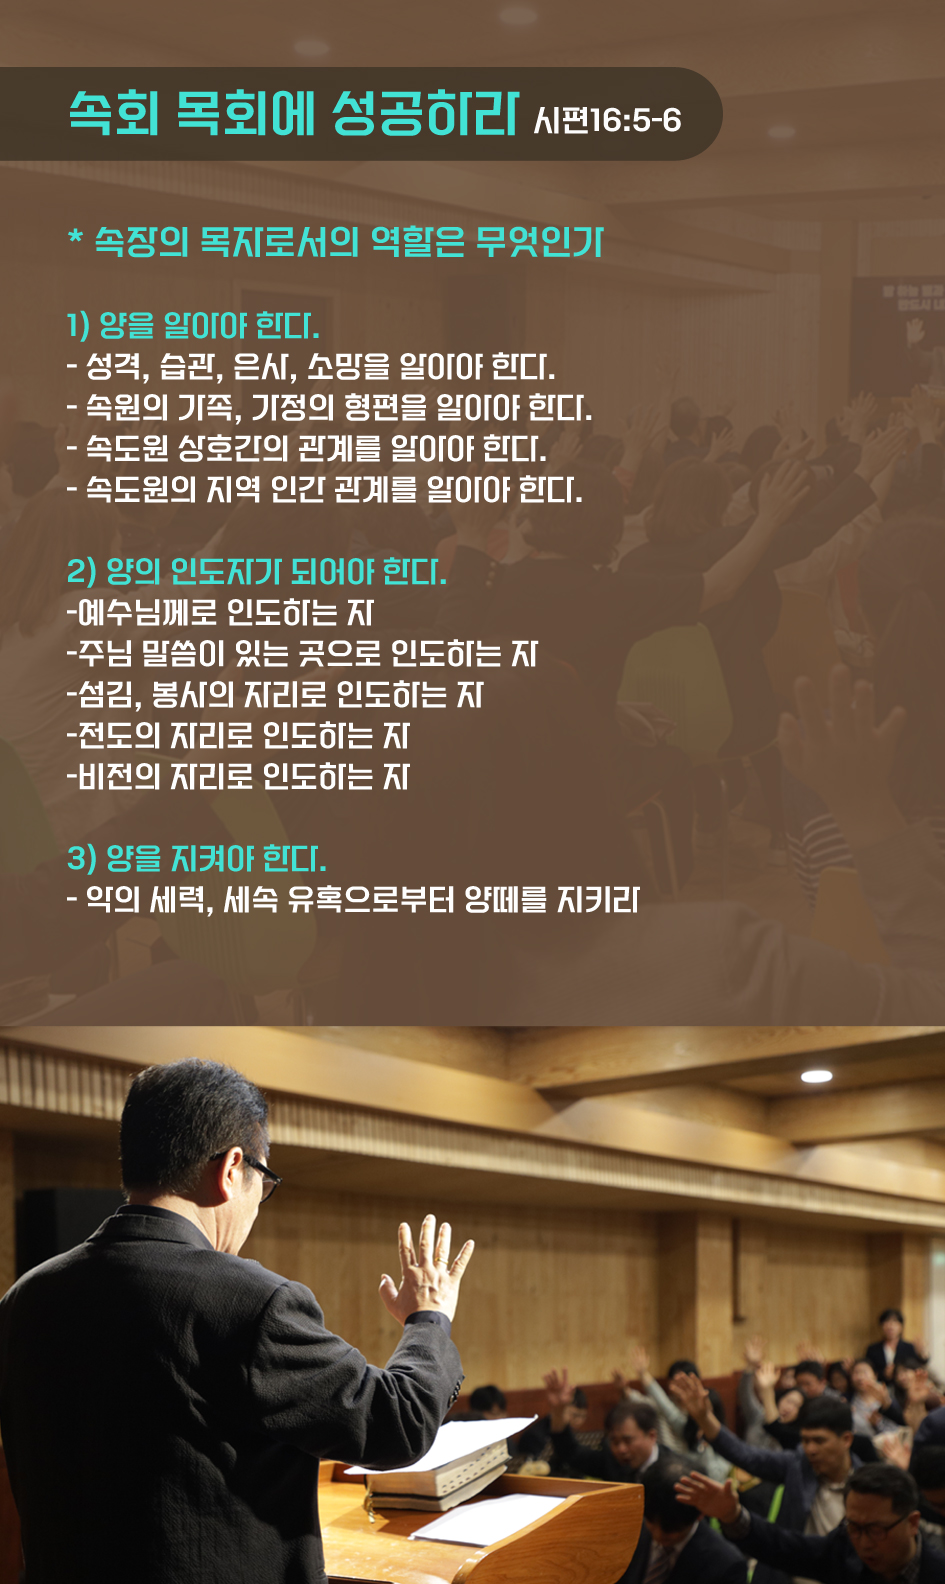 속회 목회에 성공하라 시편16:5-6
* 속장의 목자로서의 역할은 무엇인가
1) 양을 알아야 한다.
- 성격, 습관, 은사, 소망을 알아야 한다.
- 속원의 가족, 가정의 형편을 알아야 한다.
- 속도원 상호간의 관계를 알아야 한다.
- 속도원의 지역 인간 관계를 알아야 한다.
2) 양의 인도자가 되어야 한다.
-예수님께로 인도하는 자
-주님 말씀이 있는 곳으로 인도하는 자
-섬김, 봉사의 자리로 인도하는 자
-전도의 자리로 인도하는 자
-비전의 자리로 인도하는 자
3) 양을 지켜야 한다.
- 악의 세력, 세속 유혹으로부터 양떼를 지키라